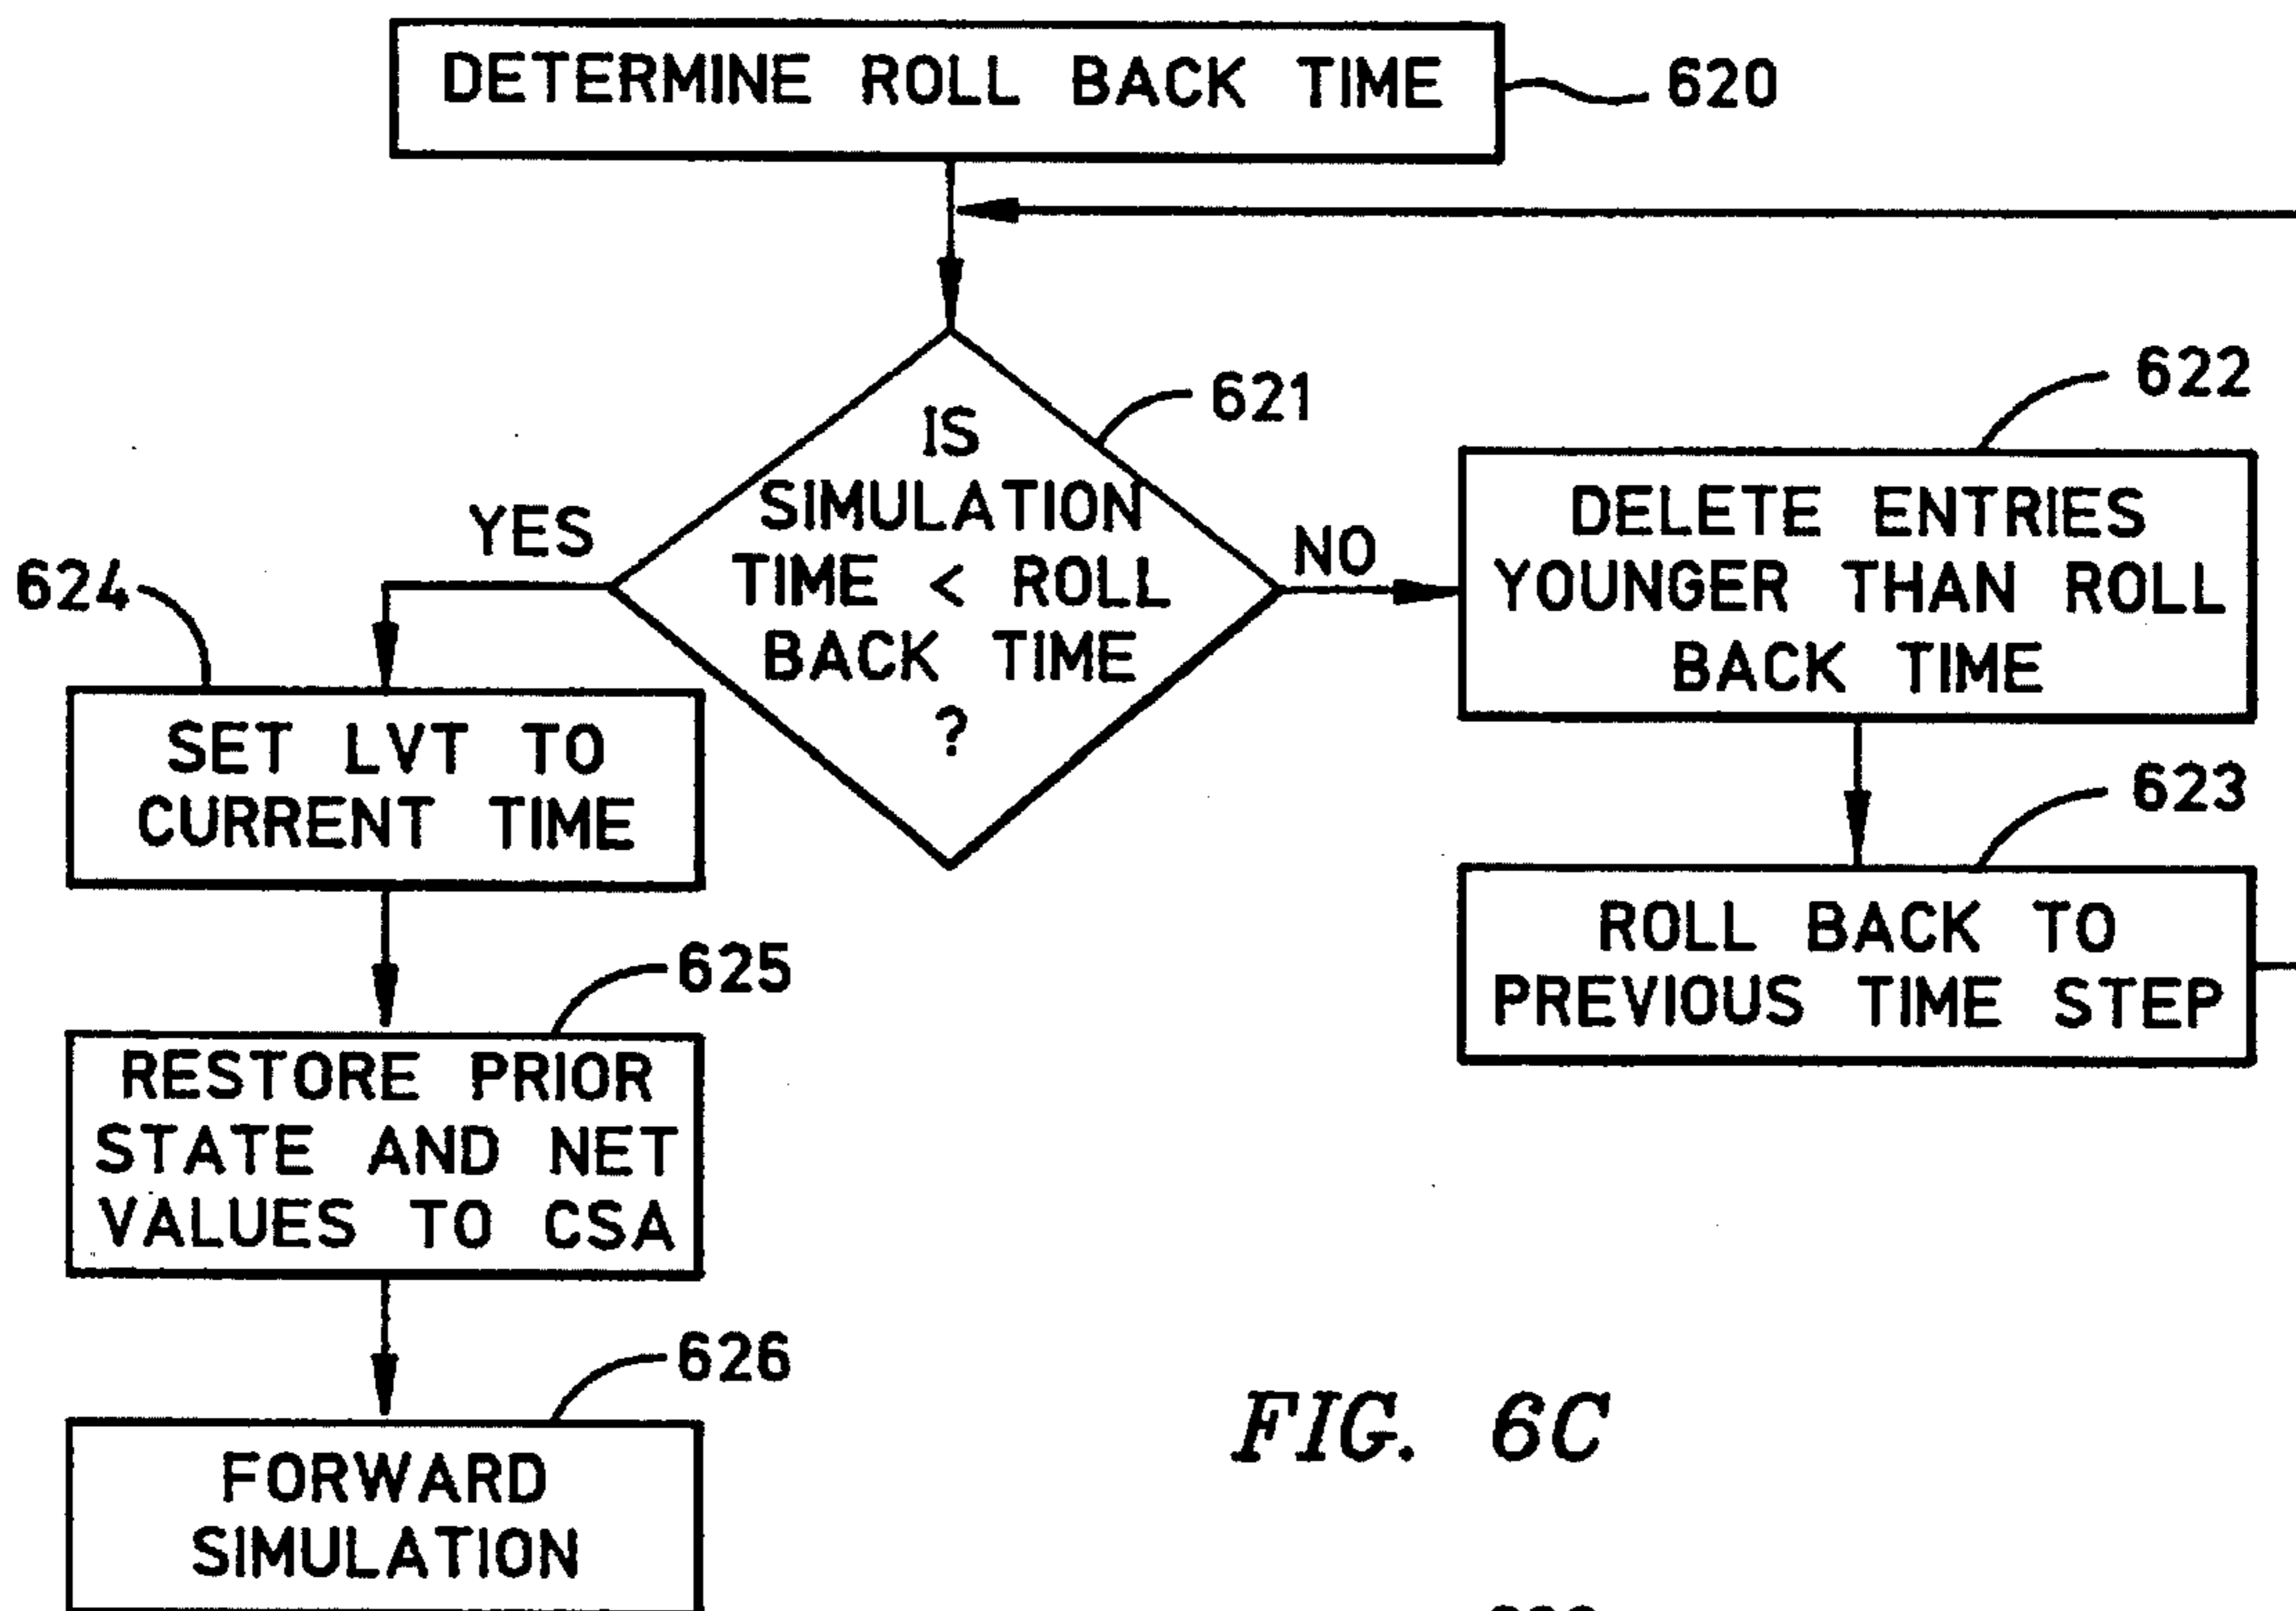 DETERMINE ROLL BACK TIME
620
IS
SIMULATION
TIME < ROLL
BACK TIME
?
621
YES
NO
622
DELETE ENTRIES
YOUNGER THAN ROLL
BACK TIME
623
ROLL BACK TO
PREVIOUS TIME STEP
624
SET LVT TO
CURRENT TIME
625
RESTORE PRIOR
STATE AND NET
VALUES TO CSA
626
FORWARD
SIMULATION
FIG. 6C